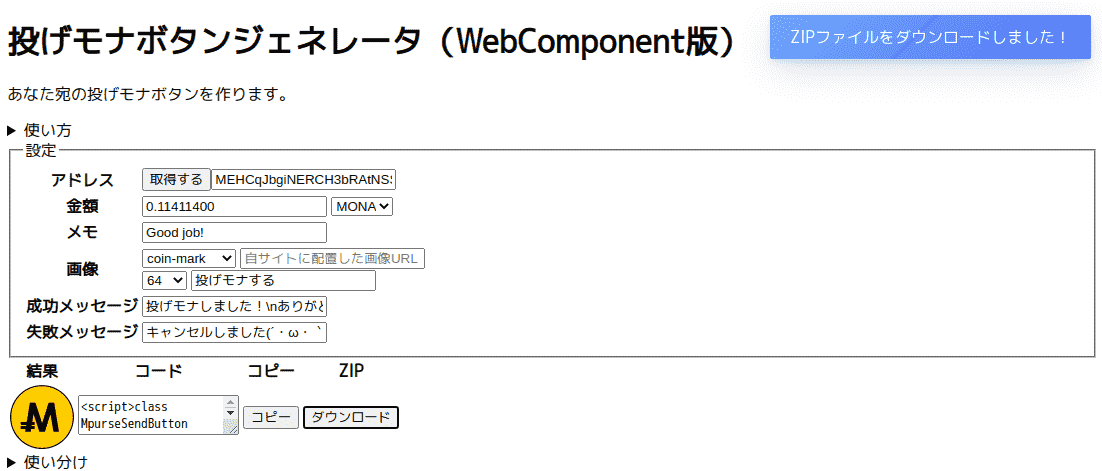 投げモナボタンジェネレータ（WebComponent版）
ZIPファイルをダウンロードしました！
あなた宛の投げモナボタンを作ります。
▶ 使い方
設定
アドレス 取得する MEHCqJbgiNERCH3bRAtNS
金額 0.11411400 MONA
メモ Good job!
画像 coin-mark 自サイトに配置した画像URL
64 投げモナする
成功メッセージ 投げモナしました！\nありがと
失敗メッセージ キャンセルしました(´・ω・`
結果 コード コピー ZIP
<script>class
MpurseSendButton
コピー ダウンロード
▶ 使い分け